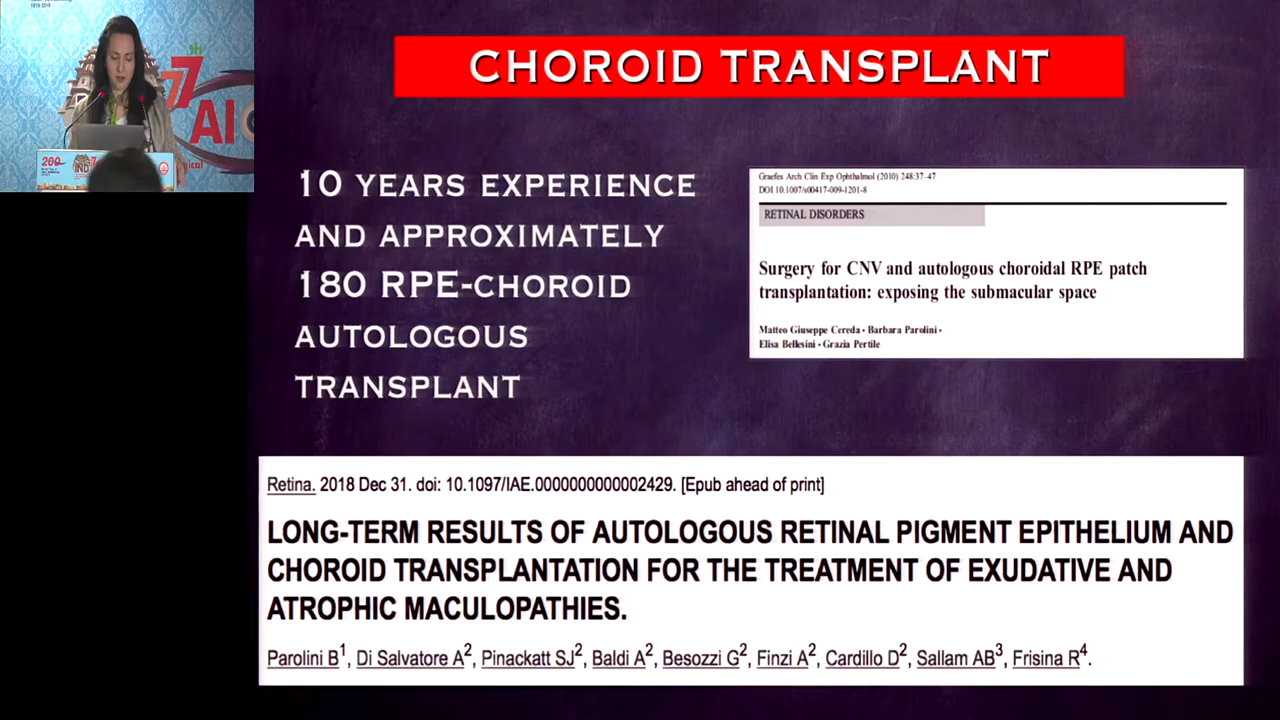 CHOROID TRANSPLANT
10 YEARS EXPERIENCE
AND APPROXIMATELY
180 RPE-CHOROID
AUTOLOGOUS
TRANSPLANT
Graefes Arch Clin Exp Ophthalmol (2010) 248:37-47
DOI 10.1007/s00417-009-1201-8
RETINAL DISORDERS
Surgery for CNV and autologous choroidal RPE patch
transplantation: exposing the submacular space
Matteo Giuseppe Cereda · Barbara Parolini ·
Elisa Bellesini · Grazia Pertile
Retina. 2018 Dec 31. doi: 10.1097/IAE.0000000000002429. [Epub ahead of print]
LONG-TERM RESULTS OF AUTOLOGOUS RETINAL PIGMENT EPITHELIUM AND
CHOROID TRANSPLANTATION FOR THE TREATMENT OF EXUDATIVE AND
ATROPHIC MACULOPATHIES.
Parolini B1, Di Salvatore A2, Pinackatt SJ2, Baldi A2, Besozzi G2, Finzi A2, Cardillo D2, Sallam AB3, Frisina R4.
77th
AIO
200
IND
ical